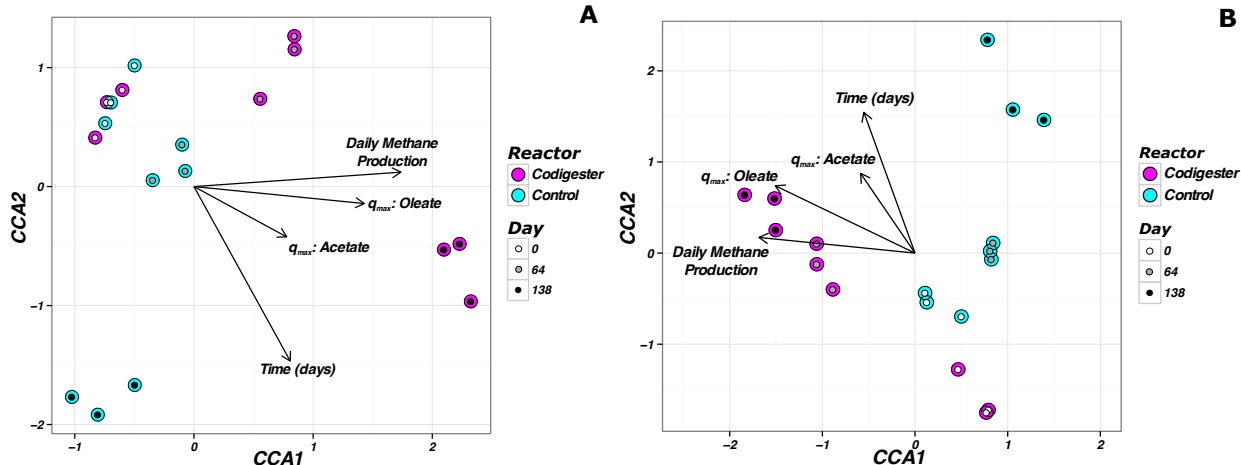 A
1
0
−1
−2
CCA2
−1
0
1
2
CCA1
Daily Methane
Production
qmax: Oleate
qmax: Acetate
Time (days)
Reactor
Codigester
Control
Day
0
64
138
B
2
1
0
−1
CCA2
−2
−1
0
1
2
CCA1
Time (days)
qmax: Acetate
qmax: Oleate
Daily Methane
Production
Reactor
Codigester
Control
Day
0
64
138